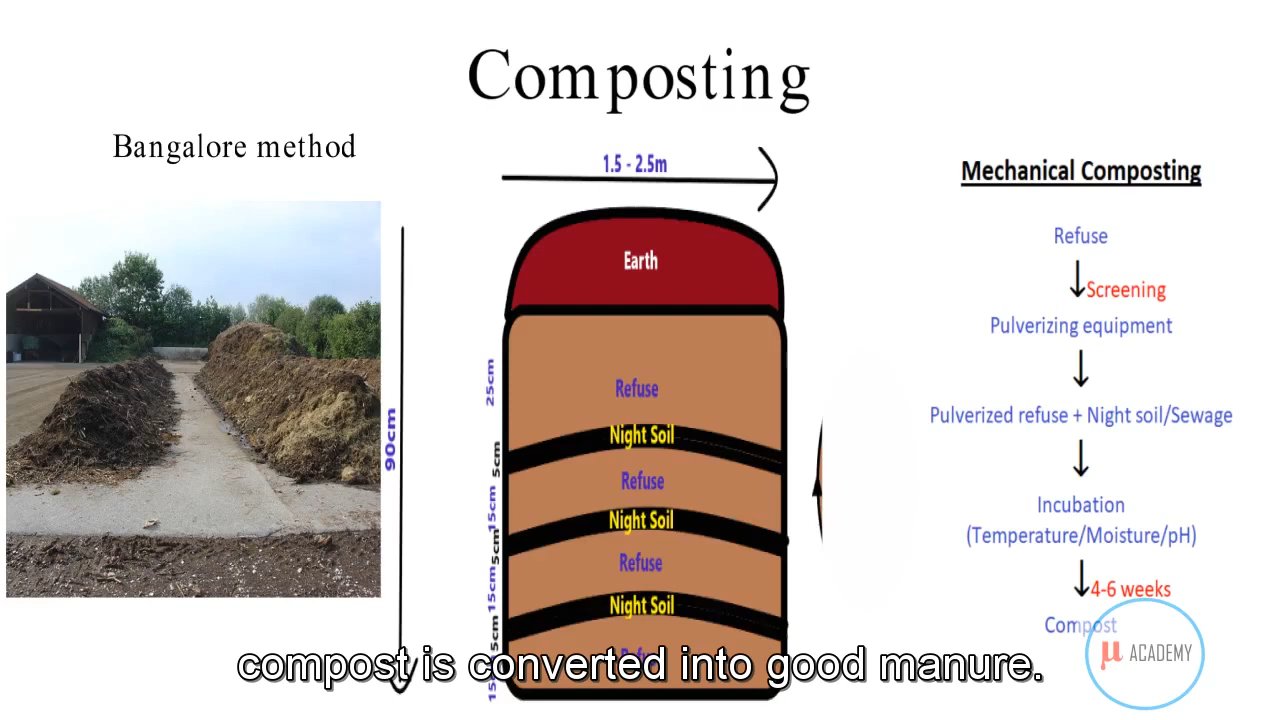 Composting
Bangalore method
1.5 - 2.5m
90cm
Earth
25cm
Refuse
Night Soil
5cm
Refuse
15cm
Night Soil
5cm
Refuse
15cm
Night Soil
5cm
Mechanical Composting
Refuse
Screening
Pulverizing equipment
Pulverized refuse + Night soil/Sewage
Incubation
(Temperature/Moisture/pH)
4-6 weeks
Compost
μ ACADEMY
compost is converted into good manure.